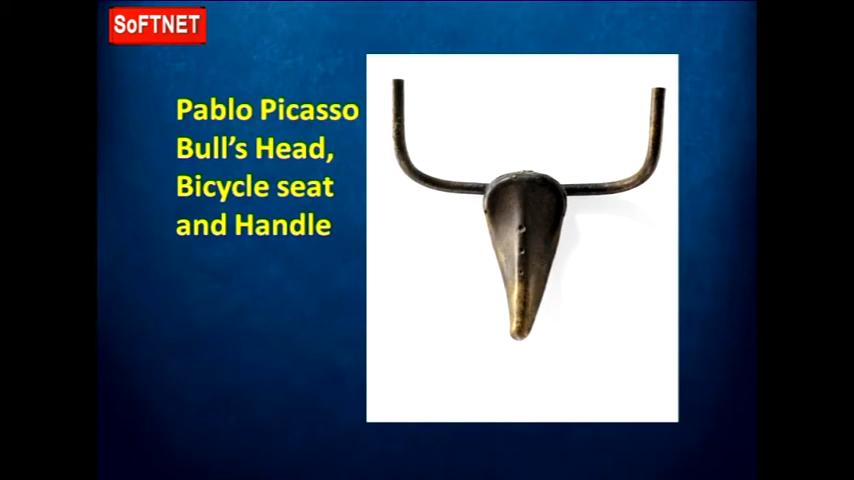 SoFTNET
Pablo Picasso
Bull's Head,
Bicycle seat
and Handle